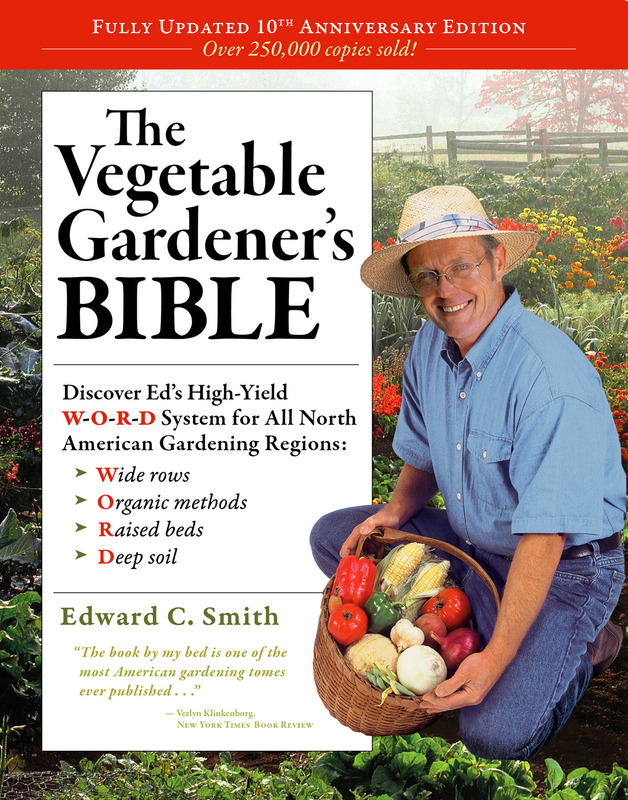 Fully Updated 10th Anniversary Edition
Over 250,000 copies sold!
The
Vegetable
Gardener's
BIBLE
Discover Ed's High-Yield
W-O-R-D System for All North
American Gardening Regions:
➤ Wide rows
➤ Organic methods
➤ Raised beds
➤ Deep soil
Edward C. Smith
“The book by my bed is one of the
most American gardening tomes
ever published . . .”
— Verlyn Klinkenborg,
New York Times Book Review